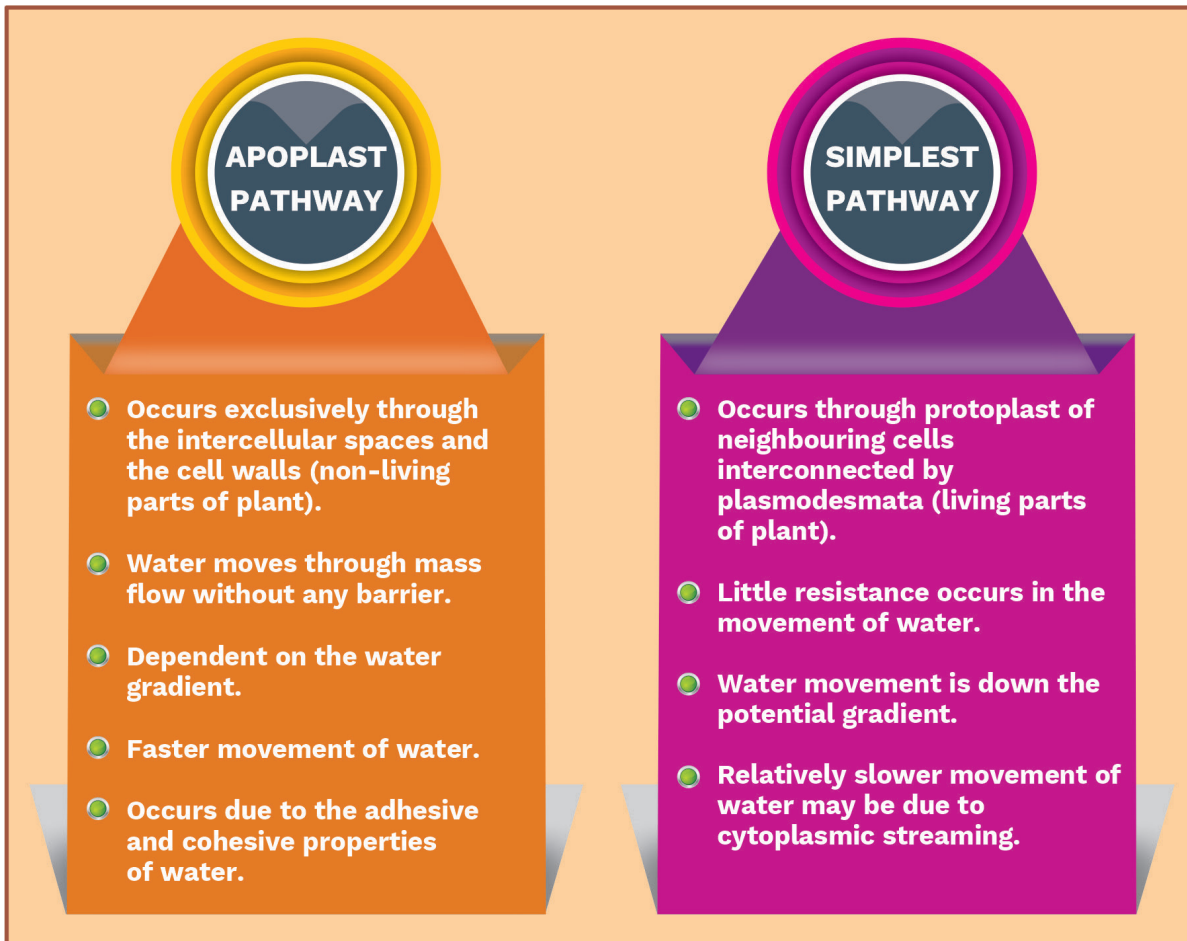 APOPLAST
PATHWAY
Occurs exclusively through
the intercellular spaces and
the cell walls (non-living
parts of plant).
Water moves through mass
flow without any barrier.
Dependent on the water
gradient.
Faster movement of water.
Occurs due to the adhesive
and cohesive properties
of water.
SIMPLEST
PATHWAY
Occurs through protoplast of
neighbouring cells
interconnected by
plasmodesmata (living parts
of plant).
Little resistance occurs in the
movement of water.
Water movement is down the
potential gradient.
Relatively slower movement of
water may be due to
cytoplasmic streaming.